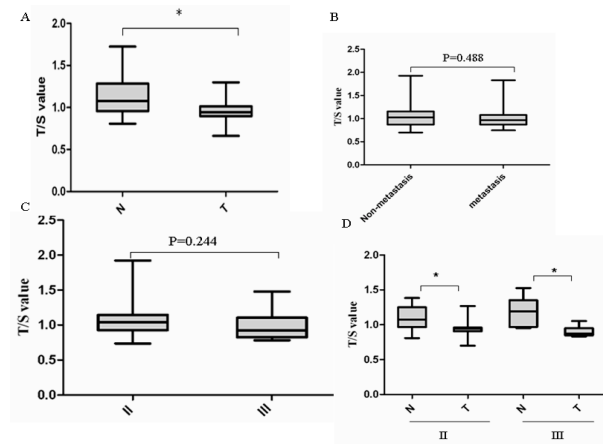 A
*
T/S value
2.0
1.5
1.0
0.5
0.0
N
T
B
P=0.488
T/S value
2.5
2.0
1.5
1.0
0.5
0.0
Non-metastasis
metastasis
C
P=0.244
T/S value
2.5
2.0
1.5
1.0
0.5
0.0
II
III
D
*
*
T/S value
2.0
1.5
1.0
0.5
0.0
N
T
N
T
II
III